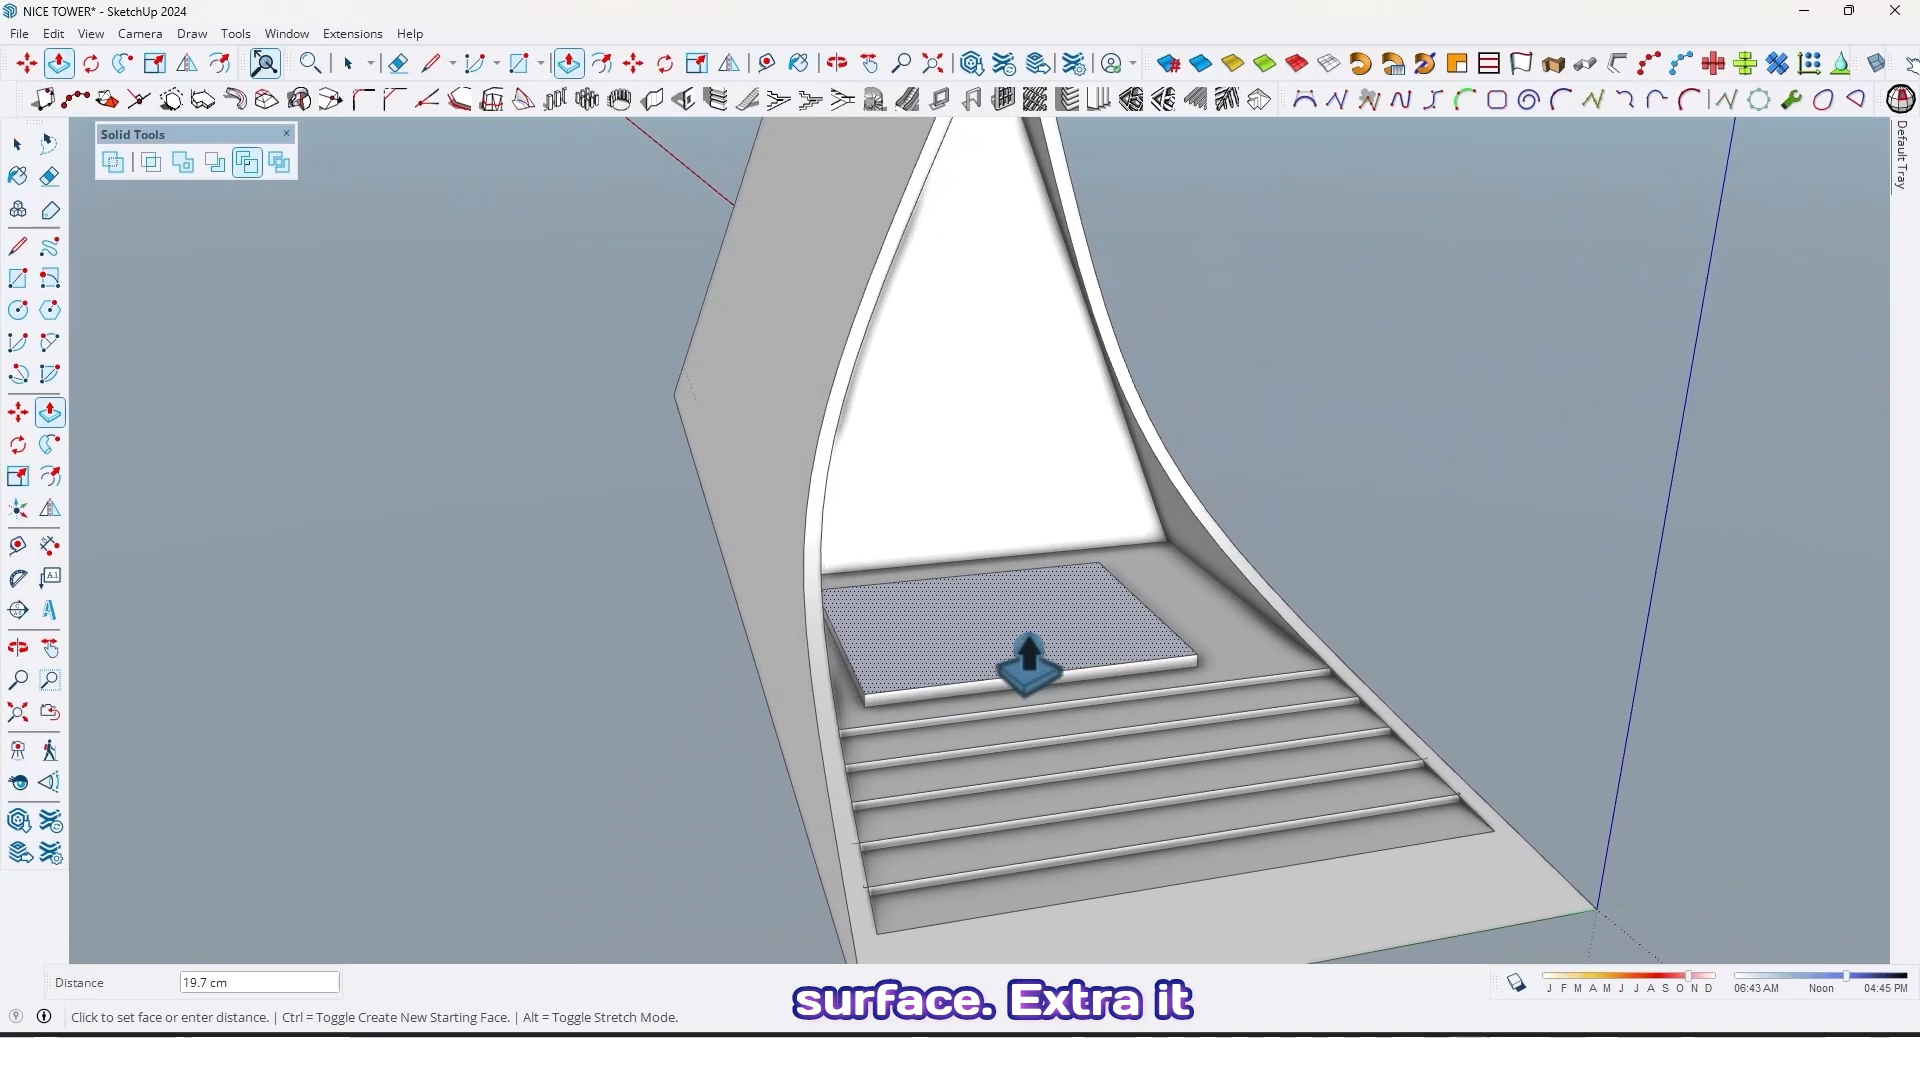 NICE TOWER* - SketchUp 2024
File Edit View Camera Draw Tools Window Extensions Help
Solid Tools
Default Tray
A1
Distance 19.7 cm
J F M A M J J A S O N D 06:43 AM Noon 04:45 PM
surface. Extra it
Click to set face or enter distance. | Ctrl = Toggle Create New Starting Face. | Alt = Toggle Stretch Mode.